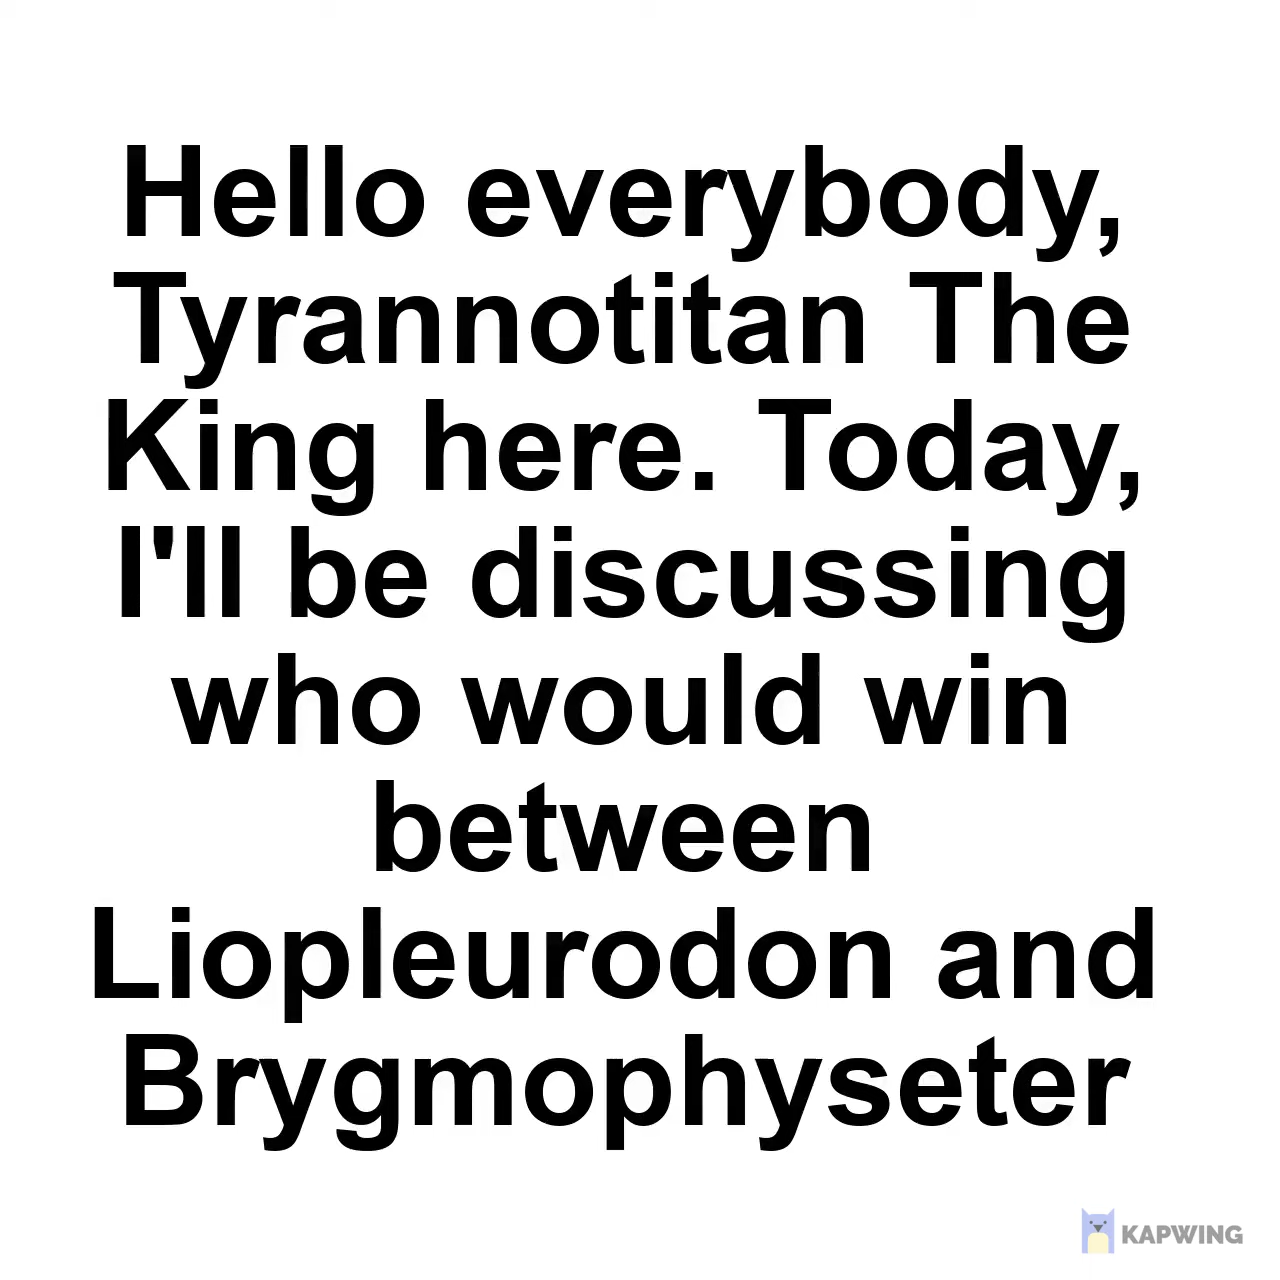 Hello everybody,
Tyrannotitan The
King here. Today,
I'll be discussing
who would win
between
Liopleurodon and
Brygmophyseter
KAPWING